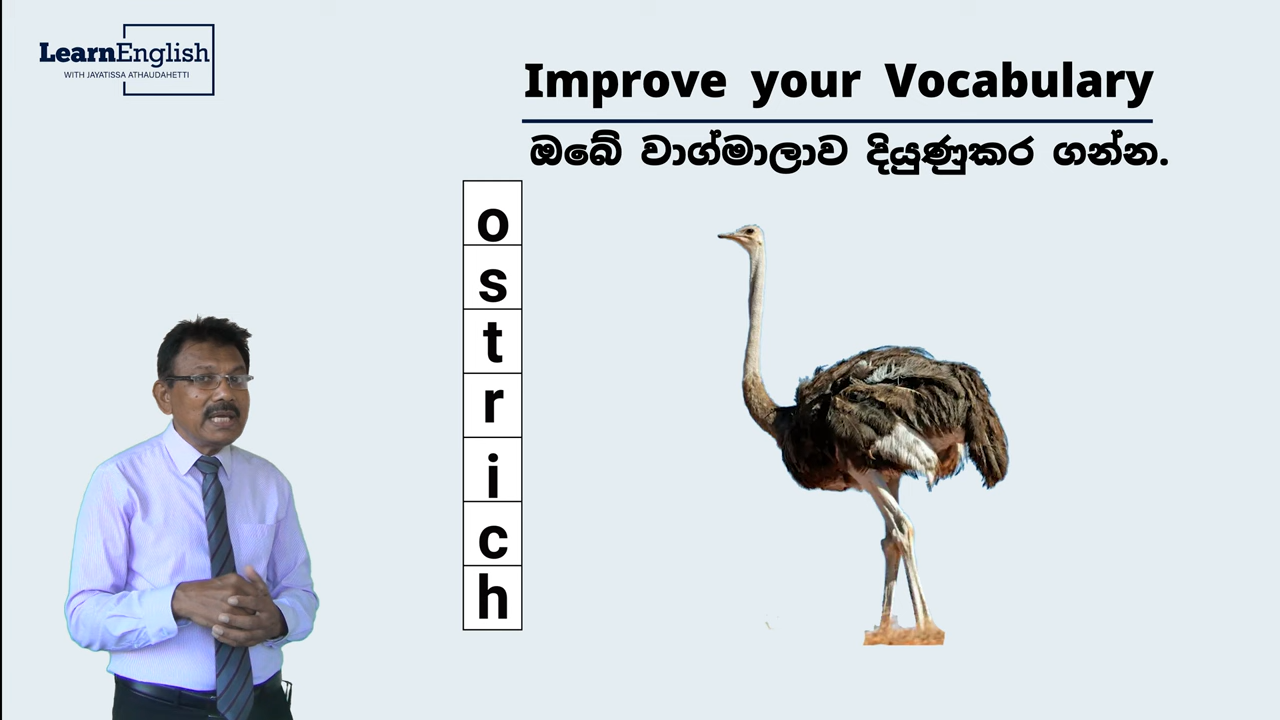 LearnEnglish
WITH JAYATISSA ATHAUDAHETTI
Improve your Vocabulary
ඔබේ වාග්මාලාව දියුණුකර ගන්න.
o
s
t
r
i
c
h